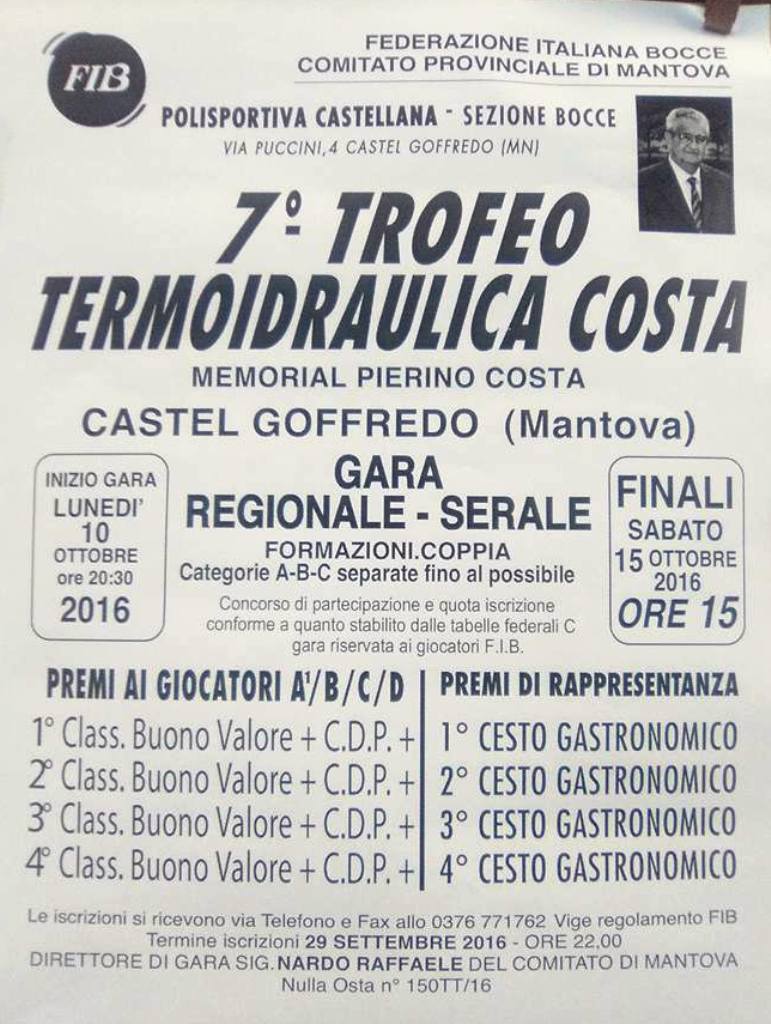 FIB
FEDERAZIONE ITALIANA BOCCE
COMITATO PROVINCIALE DI MANTOVA
POLISPORTIVA CASTELLANA - SEZIONE BOCCE
VIA PUCCINI,4 CASTEL GOFFREDO (MN)
7º TROFEO
TERMOIDRAULICA COSTA
MEMORIAL PIERINO COSTA
CASTEL GOFFREDO (Mantova)
INIZIO GARA
LUNEDI'
10
OTTOBRE
ore 20:30
2016
GARA
REGIONALE - SERALE
FORMAZIONI.COPPIA
Categorie A-B-C separate fino al possibile
Concorso di partecipazione e quota iscrizione
conforme a quanto stabilito dalle tabelle federali C
gara riservata ai giocatori F.I.B.
FINALI
SABATO
15 OTTOBRE
2016
ORE 15
PREMI AI GIOCATORI A¹/B/C/D
1° Class. Buono Valore + C.D.P. +
2° Class. Buono Valore + C.D.P. +
3° Class. Buono Valore + C.D.P. +
4° Class. Buono Valore + C.D.P. +
PREMI DI RAPPRESENTANZA
1° CESTO GASTRONOMICO
2° CESTO GASTRONOMICO
3° CESTO GASTRONOMICO
4° CESTO GASTRONOMICO
Le iscrizioni si ricevono via Telefono e Fax allo 0376 771762 Vige regolamento FIB
Termine iscrizioni 29 SETTEMBRE 2016 - ORE 22,00
DIRETTORE DI GARA SIG. NARDO RAFFAELE DEL COMITATO DI MANTOVA
Nulla Osta n° 150TT/16